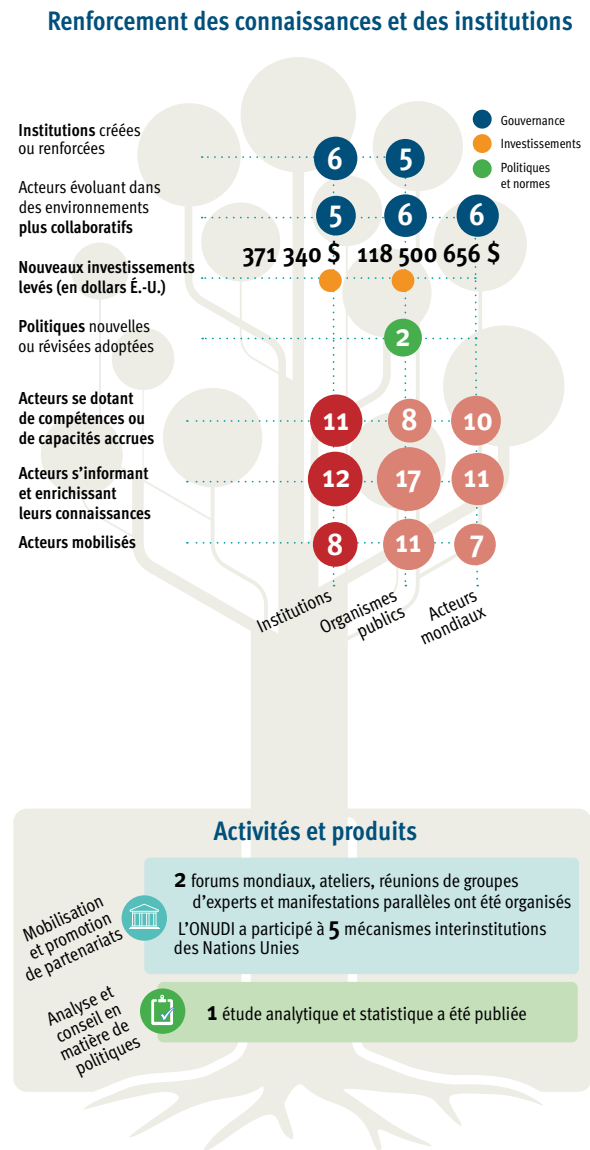 Renforcement des connaissances et des institutions
Gouvernance
Investissements
Politiques
et normes
Institutions créées
ou renforcées
6 5
Acteurs évoluant dans
des environnements
plus collaboratifs
5 6 6
371 340 $ 118 500 656 $
Nouveaux investissements
levés (en dollars É.-U.)
Politiques nouvelles
ou révisées adoptées
2
Acteurs se dotant
de compétences ou
de capacités accrues
11 8 10
Acteurs s’informant
et enrichissant
leurs connaissances
12 17 11
Acteurs mobilisés
8 11 7
Institutions
Organismes
publics
Acteurs
mondiaux
Activités et produits
Mobilisation
et promotion
de partenariats
2 forums mondiaux, ateliers, réunions de groupes
d’experts et manifestations parallèles ont été organisés
L’ONUDI a participé à 5 mécanismes interinstitutions
des Nations Unies
Analyse et
conseil en
matière de
politiques
1 étude analytique et statistique a été publiée